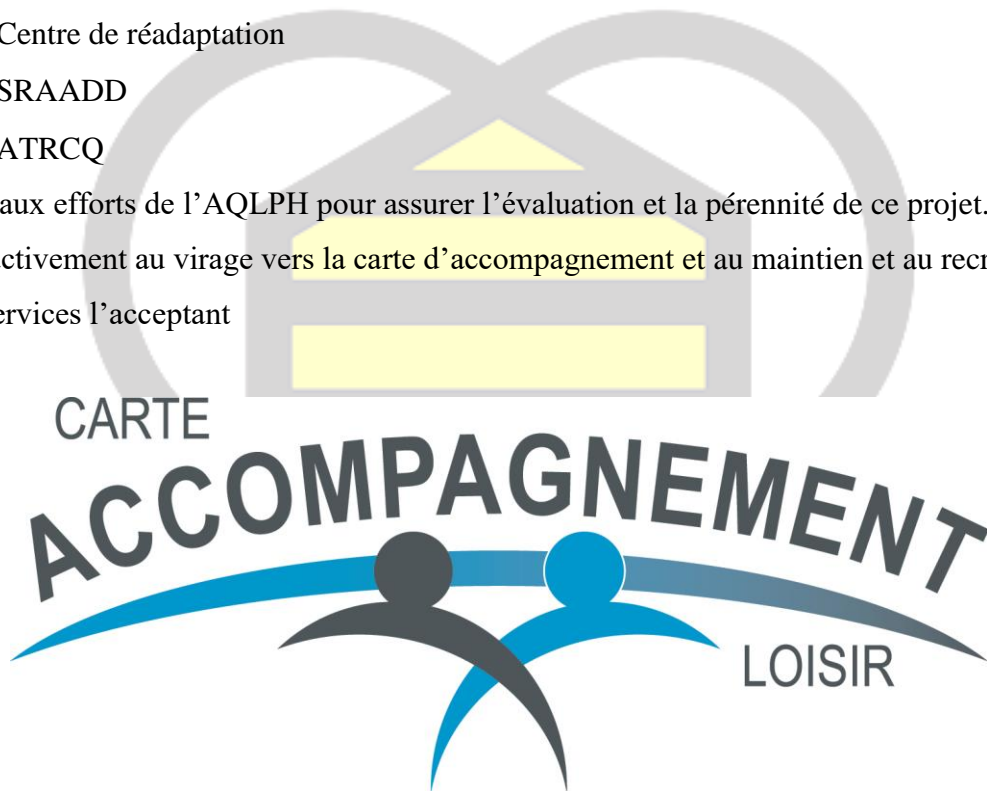 Centre de réadaptation
SRAADD
ATRCQ
aux efforts de l’AQLPH pour assurer l’évaluation et la pérennité de ce projet.
activement au virage vers la carte d’accompagnement et au maintien et au recr
ervices l’acceptant
CARTE
ACCOMPAGNEMENT
LOISIR